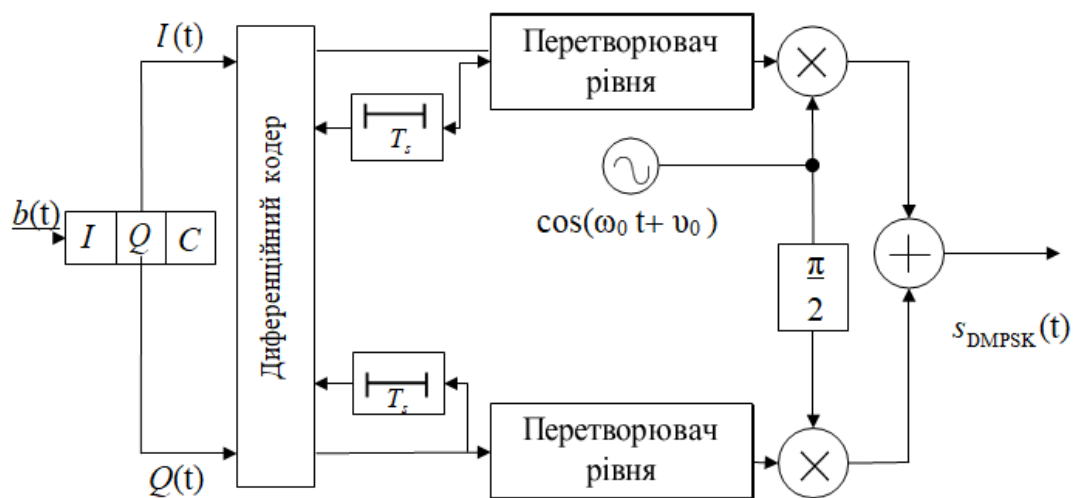 I(t)
Перетворювач
рівня
T_s
Диференційний кодер
b(t)
I Q C
cos(ω₀ t+ υ₀ )
π
2
s_DMPSK(t)
T_s
Перетворювач
рівня
Q(t)